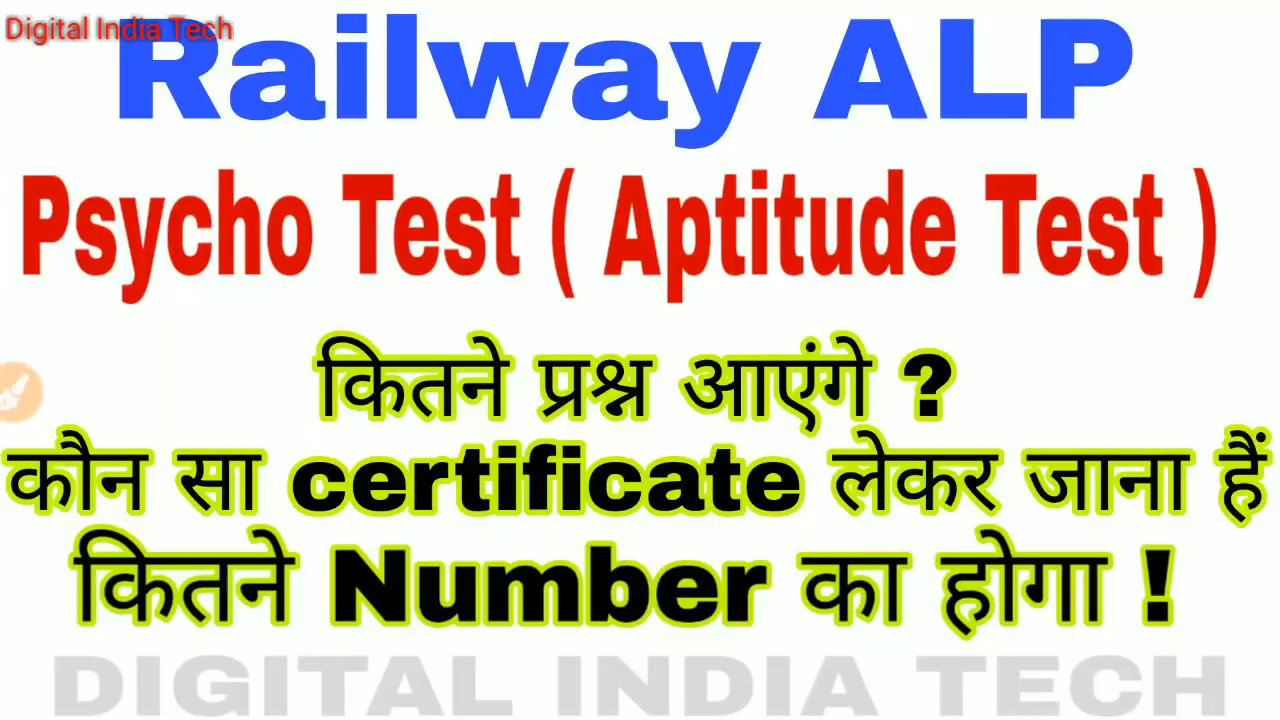 Digital India Tech
Railway ALP
Psycho Test ( Aptitude Test )
कितने प्रश्न आएंगे ?
कौन सा certificate लेकर जाना हैं
कितने Number का होगा !
DIGITAL INDIA TECH